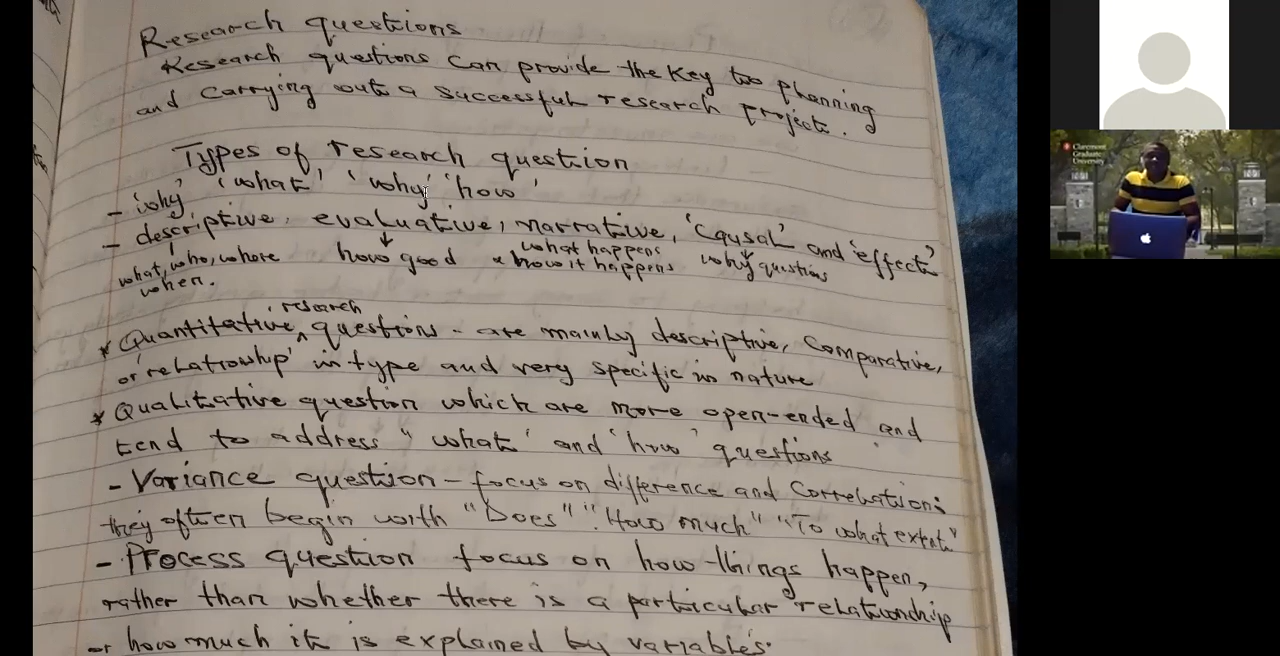 Research questions
Research questions can provide the key too planning
and carrying out a successful research project.
Types of research question
- 'why' 'what' 'why' 'how'
- descriptive, evaluative, narrative, 'causal' and 'effect'
what, who, where how good what happens
& how it happens why questions
when.
research
* Quantitative ^ questions - are mainly descriptive, comparative,
or 'relationship' in type and very specific in nature
* Qualitative question which are more open-ended and
tend to address "what' and 'how' questions
- Variance question - focus on difference and correlation;
they often begin with "Does" "How much" "To what extent"
- Process question focus on how things happen,
rather than whether there is a particular relationship
or how much it is explained by variables.
Claremont
Graduate
University